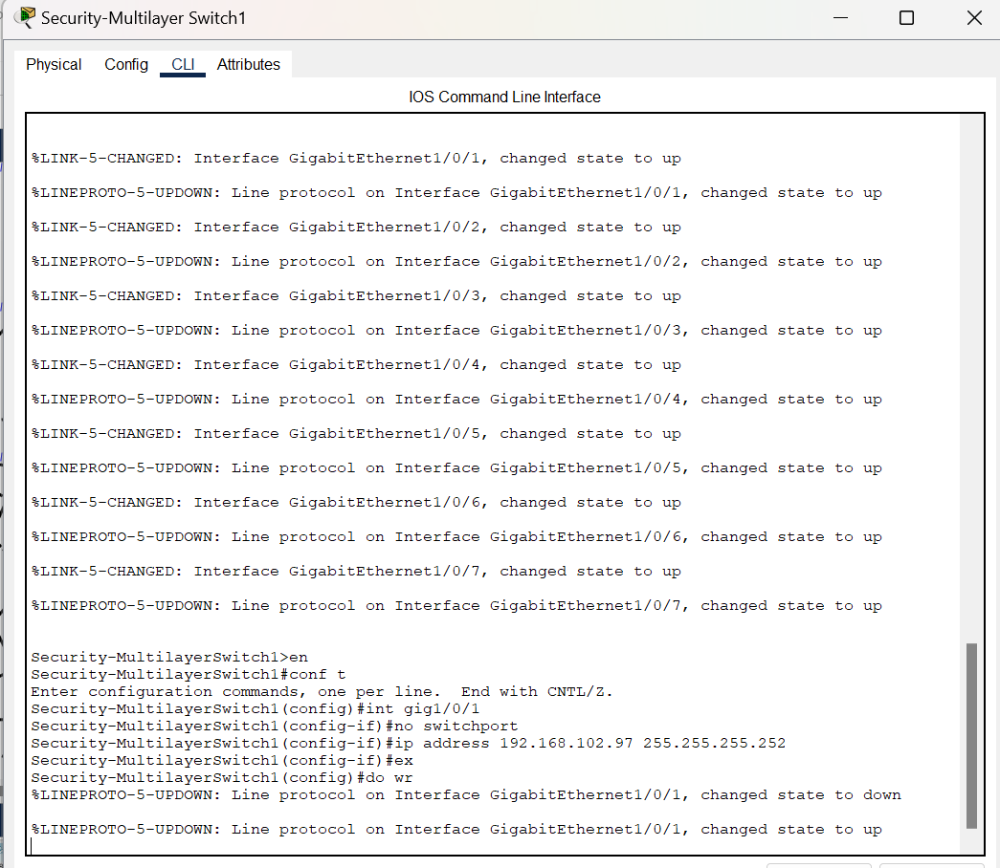 Security-Multilayer Switch1
Physical Config CLI Attributes
IOS Command Line Interface
%LINK-5-CHANGED: Interface GigabitEthernet1/0/1, changed state to up
%LINEPROTO-5-UPDOWN: Line protocol on Interface GigabitEthernet1/0/1, changed state to up
%LINK-5-CHANGED: Interface GigabitEthernet1/0/2, changed state to up
%LINEPROTO-5-UPDOWN: Line protocol on Interface GigabitEthernet1/0/2, changed state to up
%LINK-5-CHANGED: Interface GigabitEthernet1/0/3, changed state to up
%LINEPROTO-5-UPDOWN: Line protocol on Interface GigabitEthernet1/0/3, changed state to up
%LINK-5-CHANGED: Interface GigabitEthernet1/0/4, changed state to up
%LINEPROTO-5-UPDOWN: Line protocol on Interface GigabitEthernet1/0/4, changed state to up
%LINK-5-CHANGED: Interface GigabitEthernet1/0/5, changed state to up
%LINEPROTO-5-UPDOWN: Line protocol on Interface GigabitEthernet1/0/5, changed state to up
%LINK-5-CHANGED: Interface GigabitEthernet1/0/6, changed state to up
%LINEPROTO-5-UPDOWN: Line protocol on Interface GigabitEthernet1/0/6, changed state to up
%LINK-5-CHANGED: Interface GigabitEthernet1/0/7, changed state to up
%LINEPROTO-5-UPDOWN: Line protocol on Interface GigabitEthernet1/0/7, changed state to up
Security-MultilayerSwitch1>en
Security-MultilayerSwitch1#conf t
Enter configuration commands, one per line.  End with CNTL/Z.
Security-MultilayerSwitch1(config)#int gig1/0/1
Security-MultilayerSwitch1(config-if)#no switchport
Security-MultilayerSwitch1(config-if)#ip address 192.168.102.97 255.255.255.252
Security-MultilayerSwitch1(config-if)#ex
Security-MultilayerSwitch1(config)#do wr
%LINEPROTO-5-UPDOWN: Line protocol on Interface GigabitEthernet1/0/1, changed state to down
%LINEPROTO-5-UPDOWN: Line protocol on Interface GigabitEthernet1/0/1, changed state to up